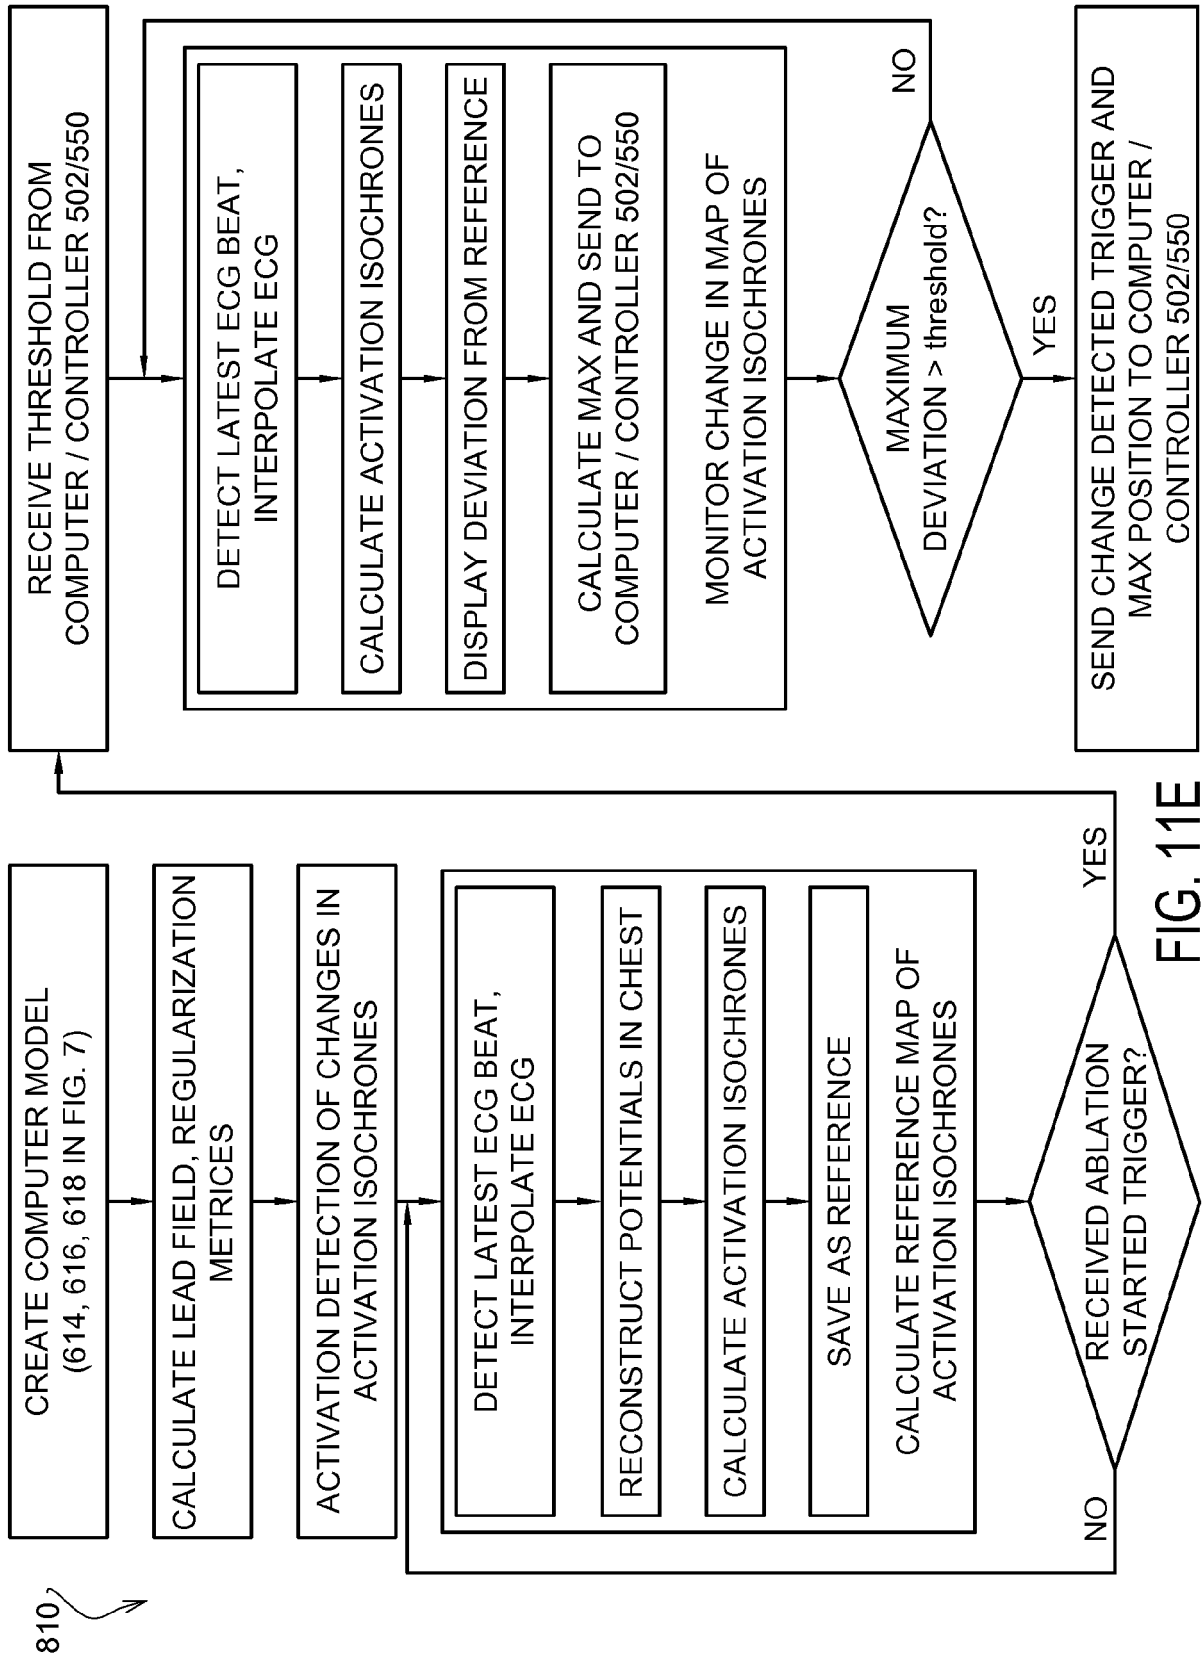 810
CREATE COMPUTER MODEL
(614, 616, 618 IN FIG. 7)
CALCULATE LEAD FIELD, REGULARIZATION
METRICES
ACTIVATION DETECTION OF CHANGES IN
ACTIVATION ISOCHRONES
DETECT LATEST ECG BEAT,
INTERPOLATE ECG
RECONSTRUCT POTENTIALS IN CHEST
CALCULATE ACTIVATION ISOCHRONES
SAVE AS REFERENCE
CALCULATE REFERENCE MAP OF
ACTIVATION ISOCHRONES
RECEIVED ABLATION
STARTED TRIGGER?
NO
YES
RECEIVE THRESHOLD FROM
COMPUTER / CONTROLLER 502/550
DETECT LATEST ECG BEAT,
INTERPOLATE ECG
CALCULATE ACTIVATION ISOCHRONES
DISPLAY DEVIATION FROM REFERENCE
CALCULATE MAX AND SEND TO
COMPUTER / CONTROLLER 502/550
MONITOR CHANGE IN MAP OF
ACTIVATION ISOCHRONES
MAXIMUM
DEVIATION > threshold?
NO
YES
SEND CHANGE DETECTED TRIGGER AND
MAX POSITION TO COMPUTER /
CONTROLLER 502/550
FIG. 11E